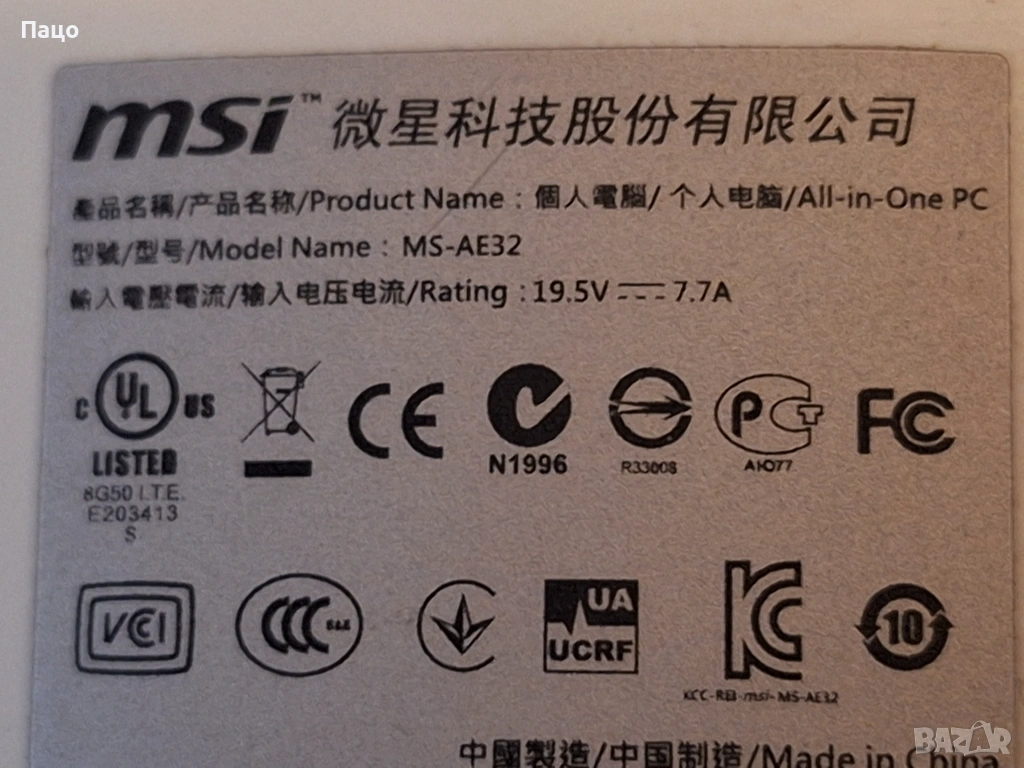 Пацо
msi™ 微星科技股份有限公司
產品名稱/产品名称/Product Name : 個人電腦/ 个人电脑/All-in-One PC
型號/型号/Model Name : MS-AE32
輸入電壓電流/输入电压电流/Rating : 19.5V 7.7A
C UL US
LISTED
8G50 I.T.E.
E203413
S
CE
N1996
R33008
PCT
AIO77
FC
VCI
CCC S&E
UA
UCRF
KC
KCC-REI-msi-MS-AE32
10
中國製造/中国制造/Made in China
BAZAR